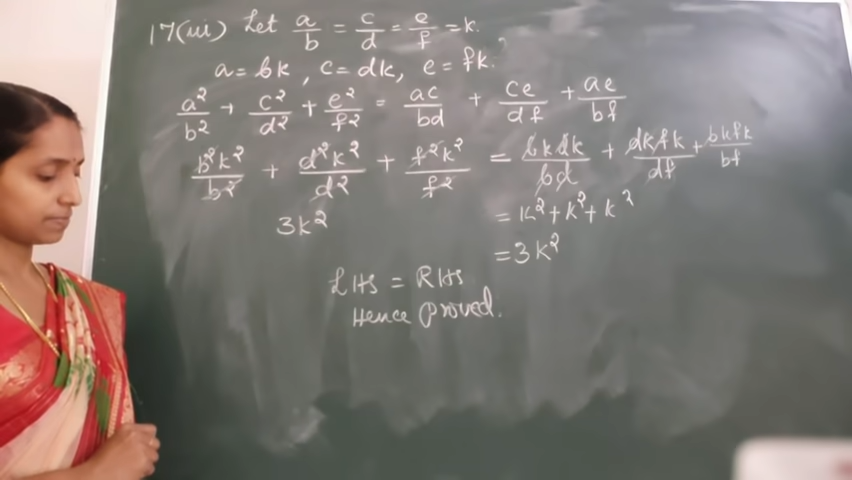 17(iii) Let a/b = c/d = e/f = k.
a = bk, c = dk, e = fk.
a²/b² + c²/d² + e²/f² = ac/bd + ce/df + ae/bf
b²k²/b² + d²k²/d² + f²k²/f² = bkdk/bd + dkfk/df + bkfk/bf
3k² = k² + k² + k²
= 3k²
LHS = RHS
Hence proved.